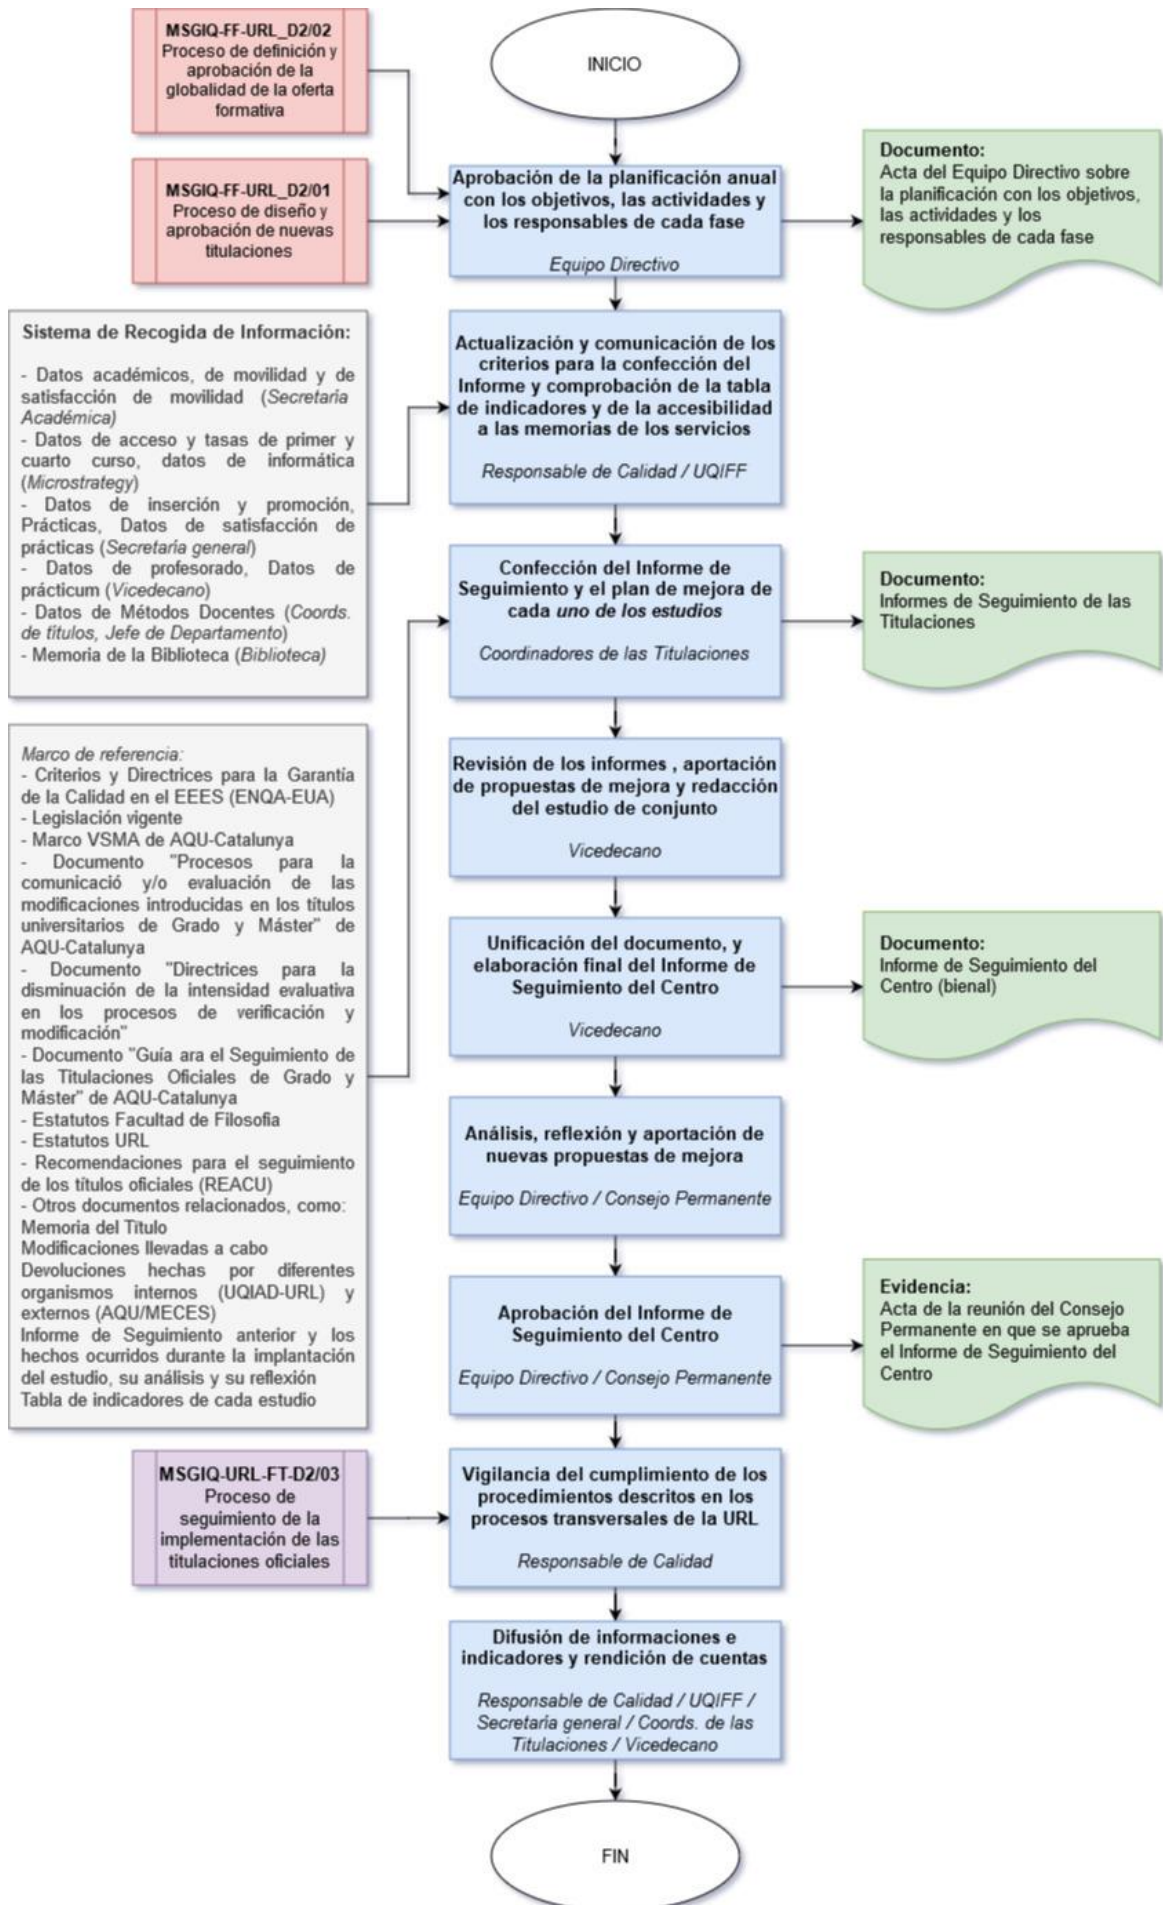 MSGIQ-FF-URL_D2/02
Proceso de definición y
aprobación de la
globalidad de la oferta
formativa
INICIO
MSGIQ-FF-URL_D2/01
Proceso de diseño y
aprobación de nuevas
titulaciones
Aprobación de la planificación anual
con los objetivos, las actividades y
los responsables de cada fase
Equipo Directivo
Documento:
Acta del Equipo Directivo sobre
la planificación con los objetivos,
las actividades y los
responsables de cada fase
Sistema de Recogida de Información:
- Datos académicos, de movilidad y de
satisfacción de movilidad (Secretaría
Académica)
- Datos de acceso y tasas de primer y
cuarto curso, datos de informática
(Microstrategy)
- Datos de inserción y promoción,
Prácticas, Datos de satisfacción de
prácticas (Secretaría general)
- Datos de profesorado, Datos de
prácticum (Vicedecano)
- Datos de Métodos Docentes (Coords.
de títulos, Jefe de Departamento)
- Memoria de la Biblioteca (Biblioteca)
Actualización y comunicación de los
criterios para la confección del
Informe y comprobación de la tabla
de indicadores y de la accesibilidad
a las memorias de los servicios
Responsable de Calidad / UQIFF
Confección del Informe de
Seguimiento y el plan de mejora de
cada uno de los estudios
Coordinadores de las Titulaciones
Documento:
Informes de Seguimiento de las
Titulaciones
Marco de referencia:
- Criterios y Directrices para la Garantía
de la Calidad en el EEES (ENQA-EUA)
- Legislación vigente
- Marco VSMA de AQU-Catalunya
- Documento "Procesos para la
comunicació y/o evaluación de las
modificaciones introducidas en los títulos
universitarios de Grado y Máster" de
AQU-Catalunya
- Documento "Directrices para la
disminuación de la intensidad evaluativa
en los procesos de verificación y
modificación"
- Documento "Guía ara el Seguimiento de
las Titulaciones Oficiales de Grado y
Máster" de AQU-Catalunya
- Estatutos Facultad de Filosofia
- Estatutos URL
- Recomendaciones para el seguimiento
de los títulos oficiales (REACU)
- Otros documentos relacionados, como:
Memoria del Título
Modificaciones llevadas a cabo
Devoluciones hechas por diferentes
organismos internos (UQIAD-URL) y
externos (AQU/MECES)
Informe de Seguimiento anterior y los
hechos ocurridos durante la implantación
del estudio, su análisis y su reflexión
Tabla de indicadores de cada estudio
Revisión de los informes , aportación
de propuestas de mejora y redacción
del estudio de conjunto
Vicedecano
Unificación del documento, y
elaboración final del Informe de
Seguimiento del Centro
Vicedecano
Documento:
Informe de Seguimiento del
Centro (bienal)
Análisis, reflexión y aportación de
nuevas propuestas de mejora
Equipo Directivo / Consejo Permanente
Aprobación del Informe de
Seguimiento del Centro
Equipo Directivo / Consejo Permanente
Evidencia:
Acta de la reunión del Consejo
Permanente en que se aprueba
el Informe de Seguimiento del
Centro
MSGIQ-URL-FT-D2/03
Proceso de
seguimiento de la
implementación de las
titulaciones oficiales
Vigilancia del cumplimiento de los
procedimientos descritos en los
procesos transversales de la URL
Responsable de Calidad
Difusión de informaciones e
indicadores y rendición de cuentas
Responsable de Calidad / UQIFF /
Secretaría general / Coords. de las
Titulaciones / Vicedecano
FIN